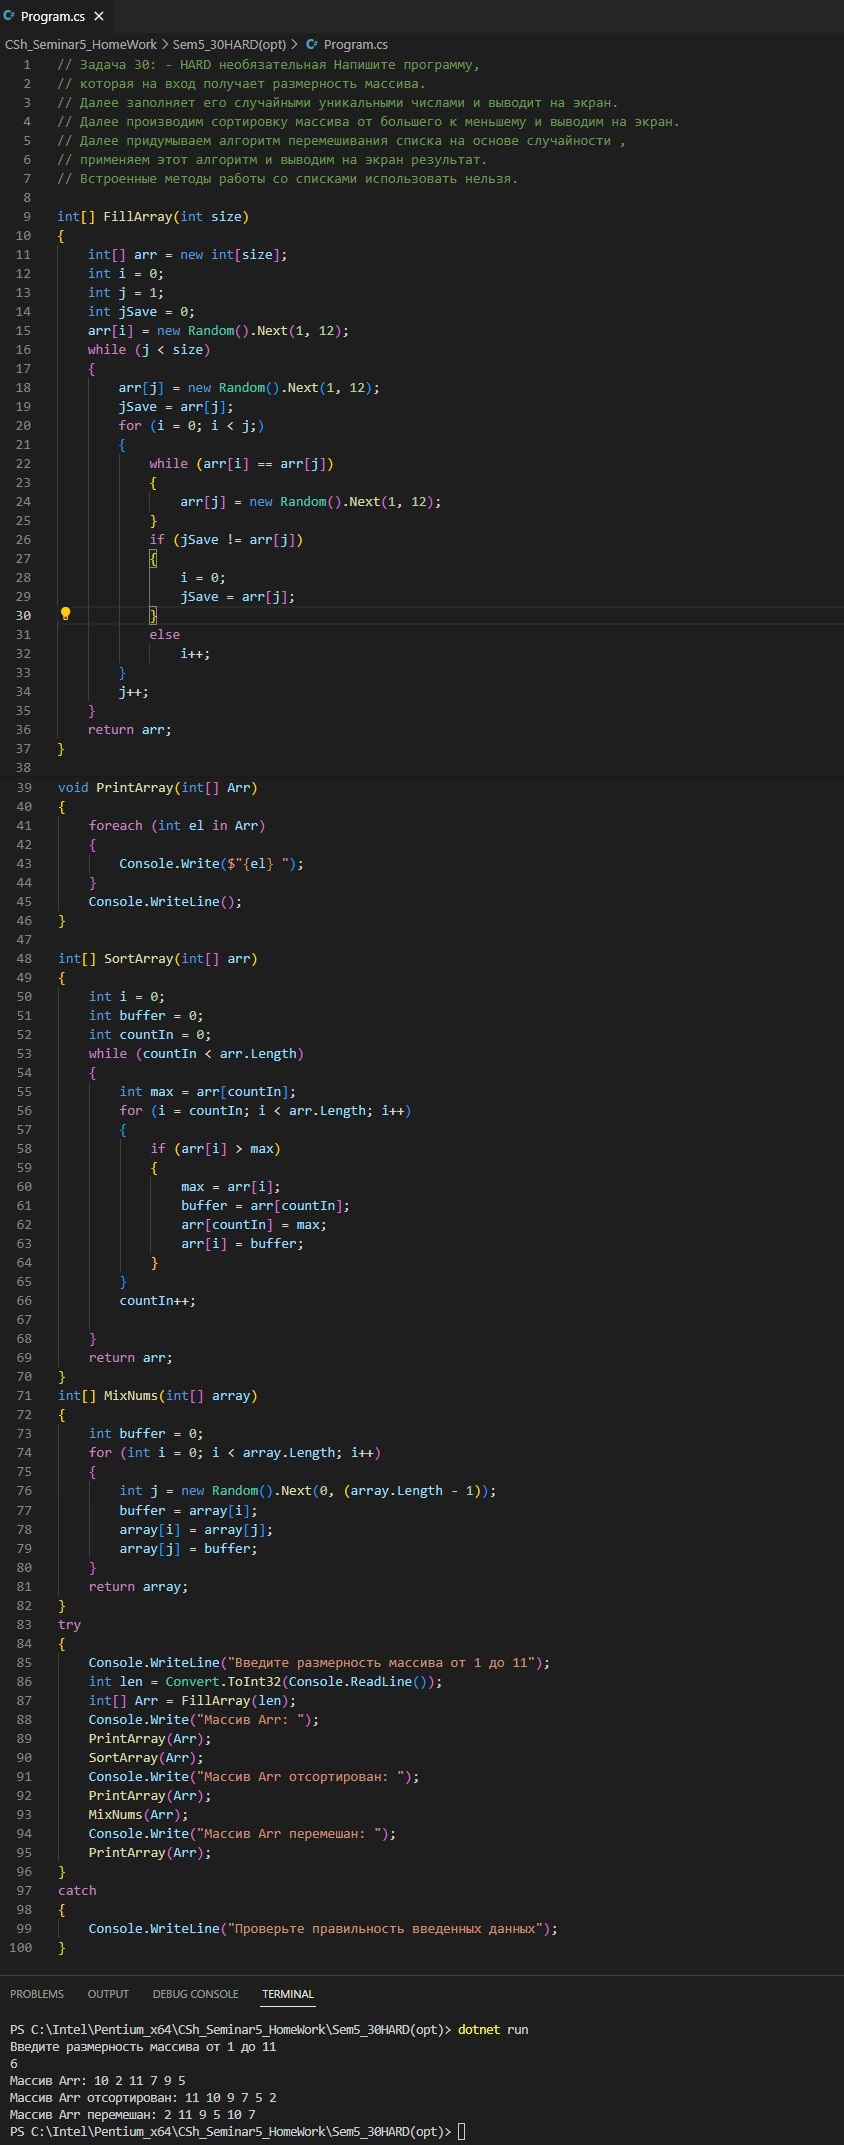 Program.cs
CSh_Seminar5_HomeWork > Sem5_30HARD(opt) > Program.cs
1 // Задача 30: - HARD необязательная Напишите программу,
2 // которая на вход получает размерность массива.
3 // Далее заполняет его случайными уникальными числами и выводит на экран.
4 // Далее производим сортировку массива от большего к меньшему и выводим на экран.
5 // Далее придумываем алгоритм перемешивания списка на основе случайности ,
6 // применяем этот алгоритм и выводим на экран результат.
7 // Встроенные методы работы со списками использовать нельзя.
8
9 int[] FillArray(int size)
10 {
11     int[] arr = new int[size];
12     int i = 0;
13     int j = 1;
14     int jSave = 0;
15     arr[i] = new Random().Next(1, 12);
16     while (j < size)
17     {
18         arr[j] = new Random().Next(1, 12);
19         jSave = arr[j];
20         for (i = 0; i < j;)
21         {
22             while (arr[i] == arr[j])
23             {
24                 arr[j] = new Random().Next(1, 12);
25             }
26             if (jSave != arr[j])
27             {
28                 i = 0;
29                 jSave = arr[j];
30             }
31             else
32                 i++;
33         }
34         j++;
35     }
36     return arr;
37 }
38
39 void PrintArray(int[] Arr)
40 {
41     foreach (int el in Arr)
42     {
43         Console.Write($"{el} ");
44     }
45     Console.WriteLine();
46 }
47
48 int[] SortArray(int[] arr)
49 {
50     int i = 0;
51     int buffer = 0;
52     int countIn = 0;
53     while (countIn < arr.Length)
54     {
55         int max = arr[countIn];
56         for (i = countIn; i < arr.Length; i++)
57         {
58             if (arr[i] > max)
59             {
60                 max = arr[i];
61                 buffer = arr[countIn];
62                 arr[countIn] = max;
63                 arr[i] = buffer;
64             }
65         }
66         countIn++;
67
68     }
69     return arr;
70 }
71 int[] MixNums(int[] array)
72 {
73     int buffer = 0;
74     for (int i = 0; i < array.Length; i++)
75     {
76         int j = new Random().Next(0, (array.Length - 1));
77         buffer = array[i];
78         array[i] = array[j];
79         array[j] = buffer;
80     }
81     return array;
82 }
83 try
84 {
85     Console.WriteLine("Введите размерность массива от 1 до 11");
86     int len = Convert.ToInt32(Console.ReadLine());
87     int[] Arr = FillArray(len);
88     Console.Write("Массив Arr: ");
89     PrintArray(Arr);
90     SortArray(Arr);
91     Console.Write("Массив Arr отсортирован: ");
92     PrintArray(Arr);
93     MixNums(Arr);
94     Console.Write("Массив Arr перемешан: ");
95     PrintArray(Arr);
96 }
97 catch
98 {
99     Console.WriteLine("Проверьте правильность введенных данных");
100 }
PROBLEMS OUTPUT DEBUG CONSOLE TERMINAL
PS C:\Intel\Pentium_x64\CSh_Seminar5_HomeWork\Sem5_30HARD(opt)> dotnet run
Введите размерность массива от 1 до 11
6
Массив Arr: 10 2 11 7 9 5
Массив Arr отсортирован: 11 10 9 7 5 2
Массив Arr перемешан: 2 11 9 5 10 7
PS C:\Intel\Pentium_x64\CSh_Seminar5_HomeWork\Sem5_30HARD(opt)>